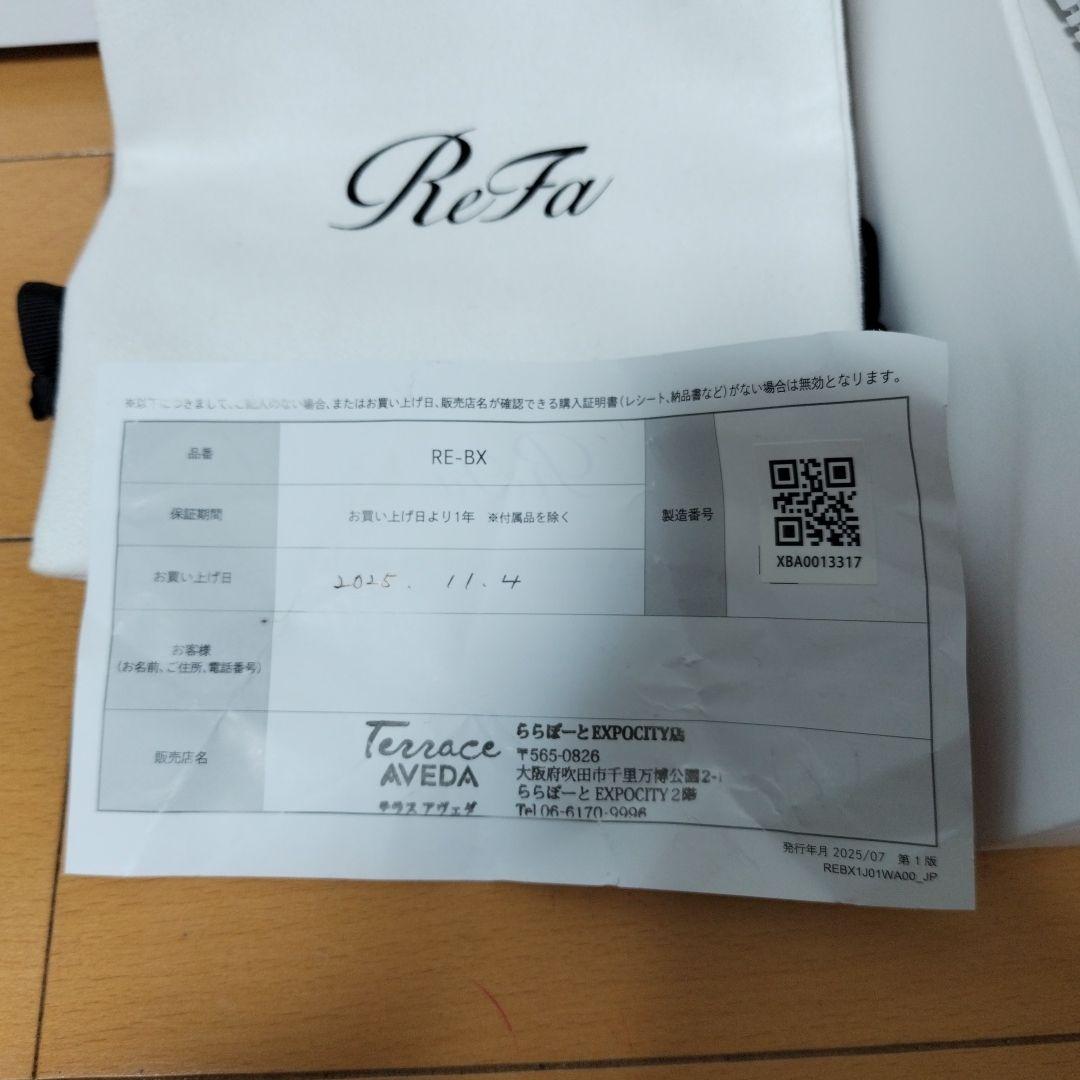 ReFa
※以下につきまして、ご記入のない場合、またはお買い上げ日、販売店名が確認できる購入証明書(レシート、納品書など)がない場合は無効となります。
品番
RE-BX
保証期間
お買い上げ日より1年 ※付属品を除く
製造番号
XBA0013317
お買い上げ日
2025. 11.4
お客様
(お名前、ご住所、電話番号)
販売店名
Terrace
AVEDA
テラスアヴェダ
ららぽーとEXPOCITY店
〒565-0826
大阪府吹田市千里万博公園2-1
ららぽーとEXPOCITY 2階
Tel 06-6170-9996
発行年月 2025/07 第1版
REBX1J01WA00_JP